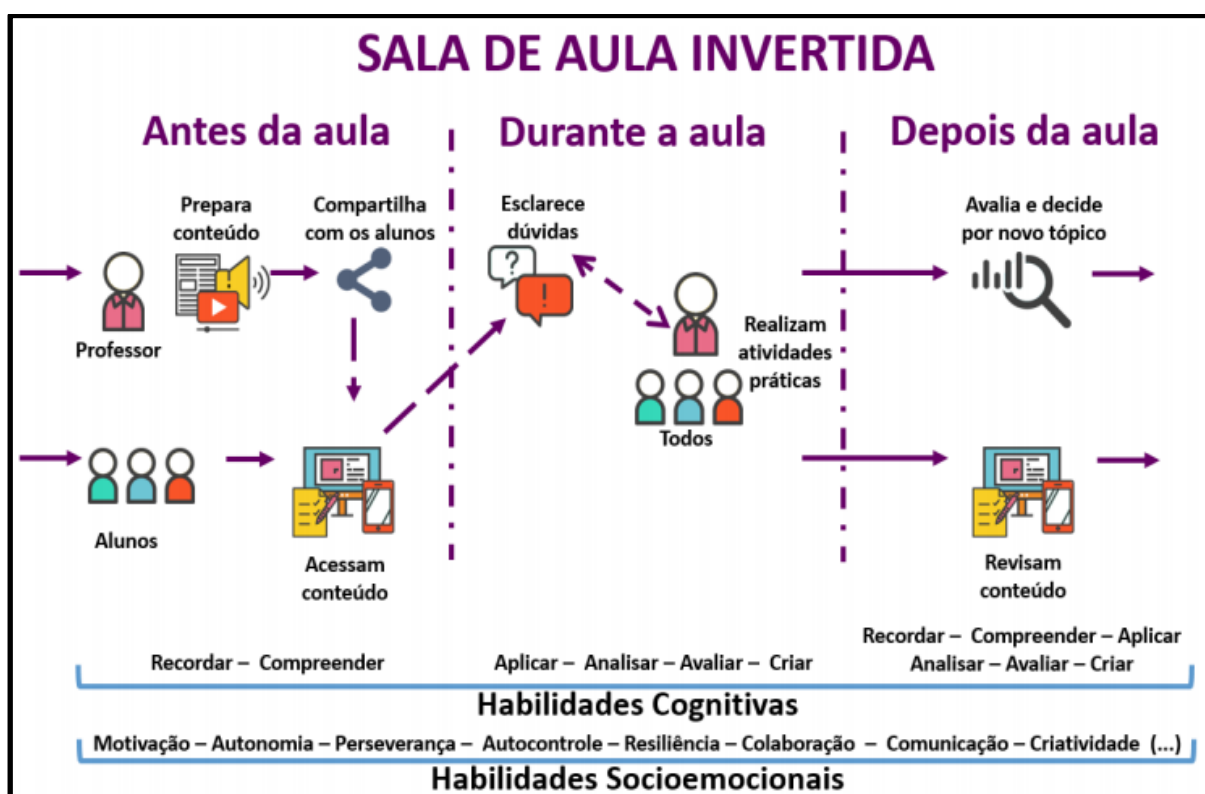 SALA DE AULA INVERTIDA
Antes da aula
Durante a aula
Depois da aula
Prepara
conteúdo
Compartilha
com os alunos
Professor
Alunos
Acessam
conteúdo
Esclarece
dúvidas
Realizam
atividades
práticas
Todos
Avalia e decide
por novo tópico
Revisam
conteúdo
Recordar – Compreender
Aplicar – Analisar – Avaliar – Criar
Recordar – Compreender – Aplicar
Analisar – Avaliar – Criar
Habilidades Cognitivas
Motivação – Autonomia – Perseverança – Autocontrole – Resiliência – Colaboração – Comunicação – Criatividade (...)
Habilidades Socioemocionais